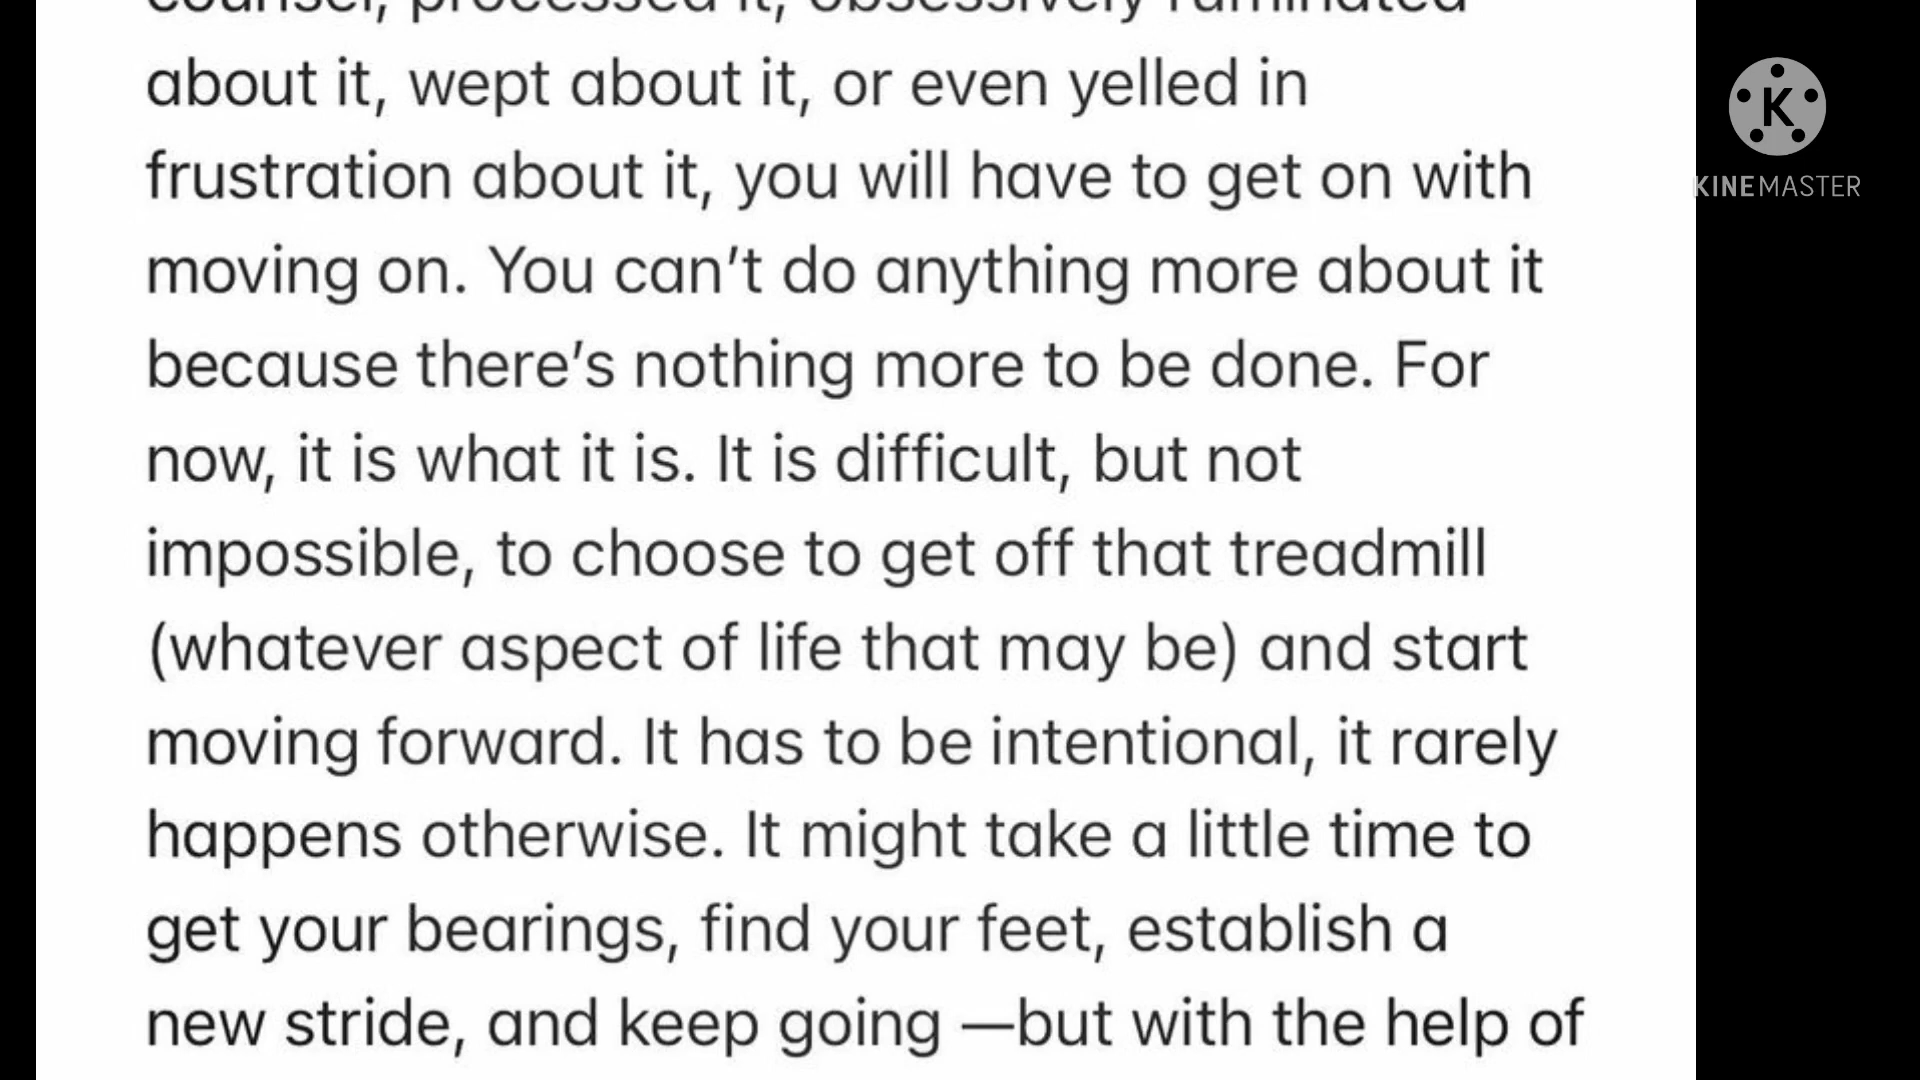 counsel, processed it, obsessively ruminated
about it, wept about it, or even yelled in
frustration about it, you will have to get on with
moving on. You can’t do anything more about it
because there’s nothing more to be done. For
now, it is what it is. It is difficult, but not
impossible, to choose to get off that treadmill
(whatever aspect of life that may be) and start
moving forward. It has to be intentional, it rarely
happens otherwise. It might take a little time to
get your bearings, find your feet, establish a
new stride, and keep going —but with the help of
K
KINEMASTER